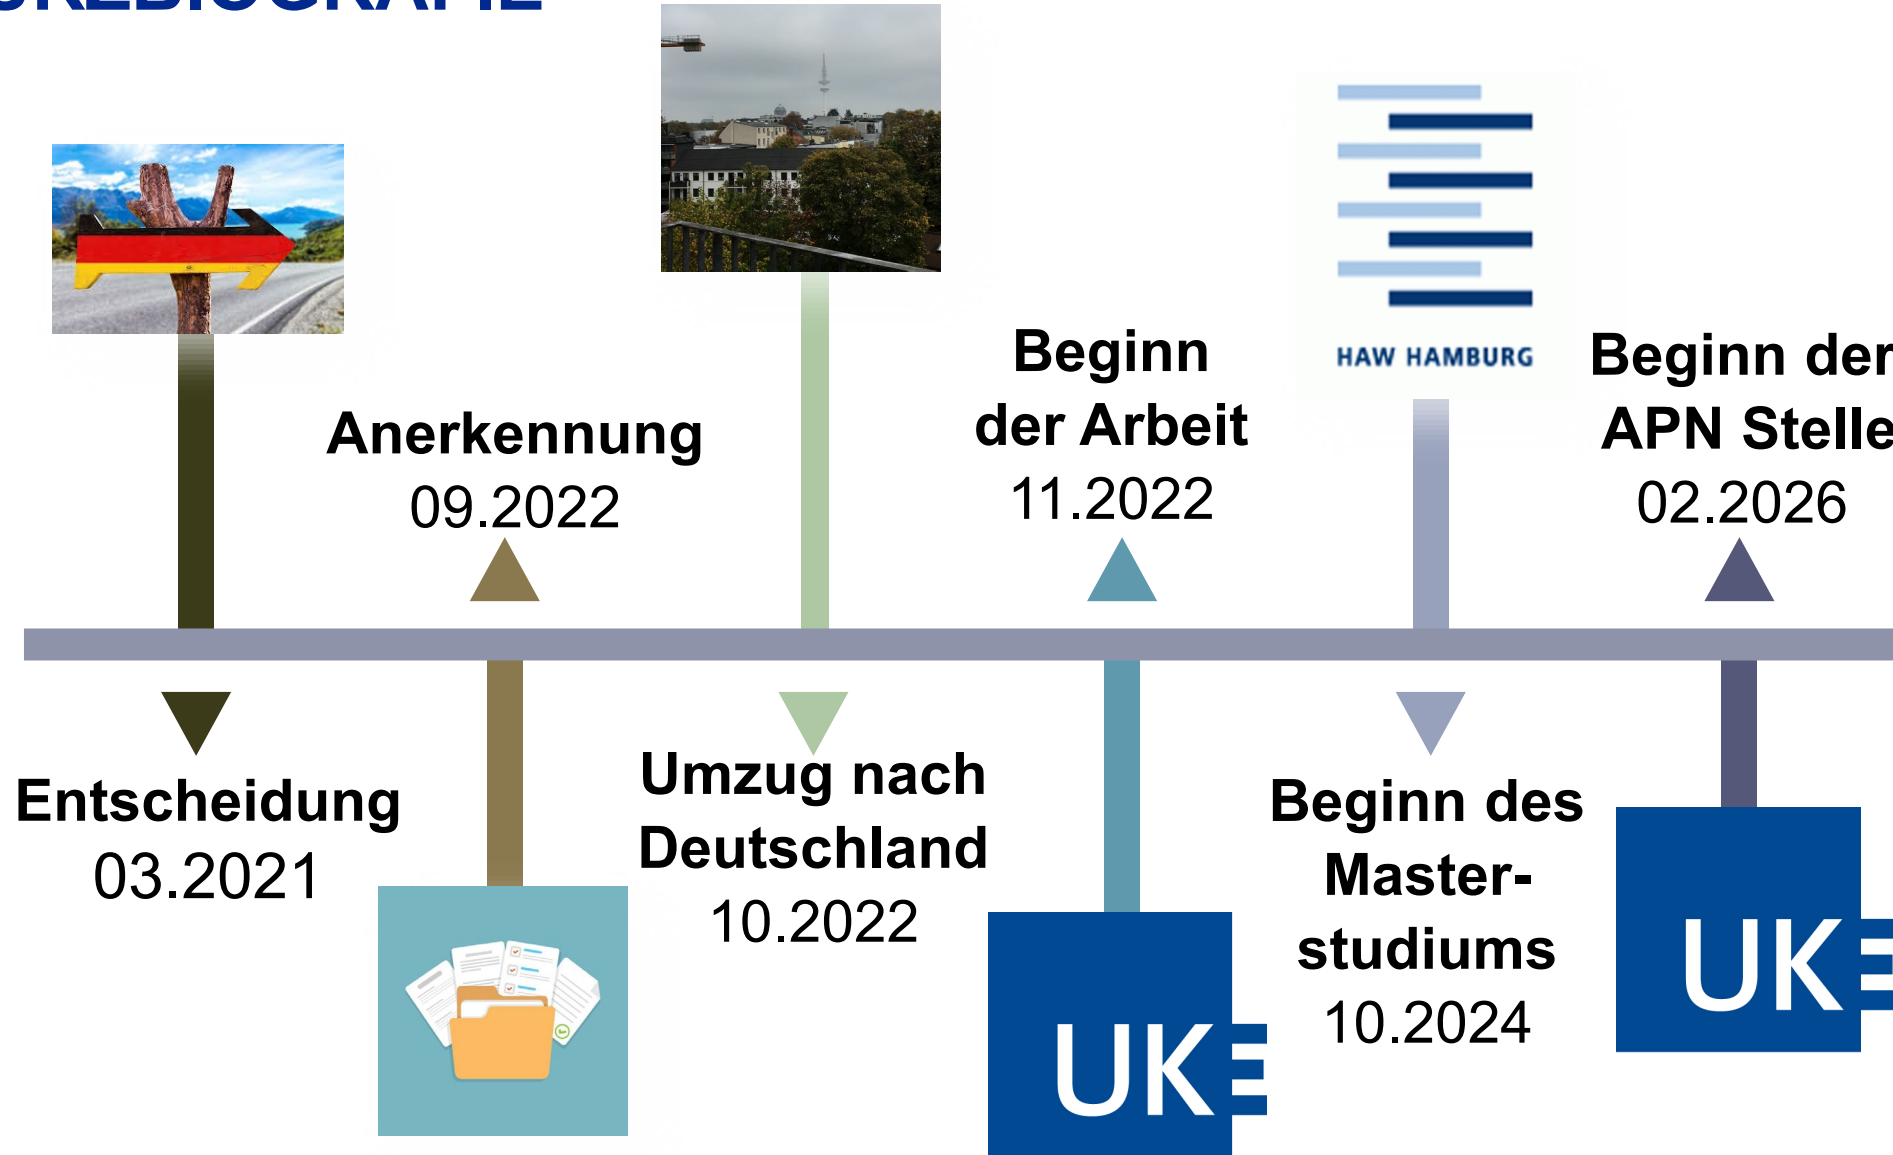 Entscheidung
03.2021
Anerkennung
09.2022
Umzug nach
Deutschland
10.2022
Beginn
der Arbeit
11.2022
UKE
HAW HAMBURG
Beginn des
Master-
studiums
10.2024
Beginn der
APN Stelle
02.2026
UKE